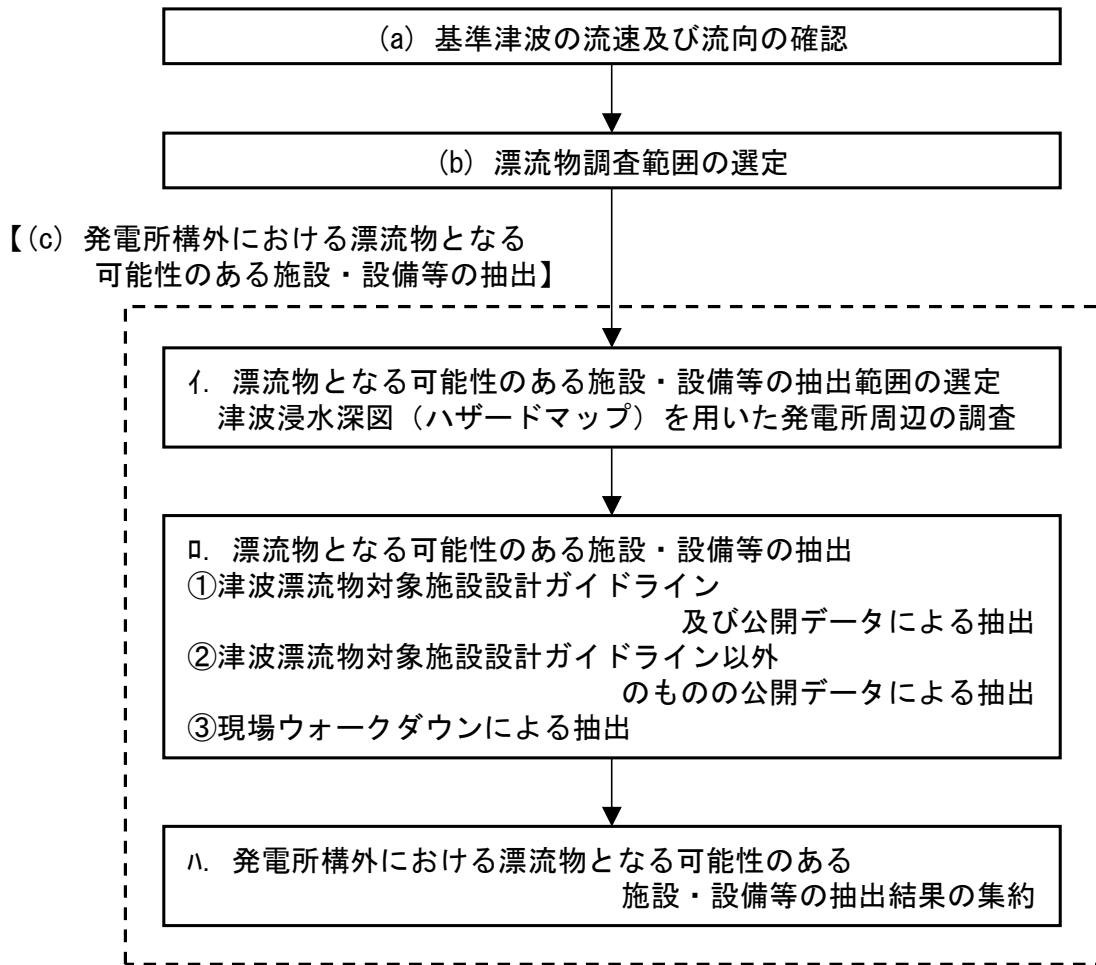 (a) 基準津波の流速及び流向の確認
(b) 漂流物調査範囲の選定
【(c) 発電所構外における漂流物となる
可能性のある施設・設備等の抽出】
ｲ. 漂流物となる可能性のある施設・設備等の抽出範囲の選定
津波浸水深図（ハザードマップ）を用いた発電所周辺の調査
ﾛ. 漂流物となる可能性のある施設・設備等の抽出
①津波漂流物対象施設設計ガイドライン
及び公開データによる抽出
②津波漂流物対象施設設計ガイドライン以外
のものの公開データによる抽出
③現場ウォークダウンによる抽出
ﾊ. 発電所構外における漂流物となる可能性のある
施設・設備等の抽出結果の集約